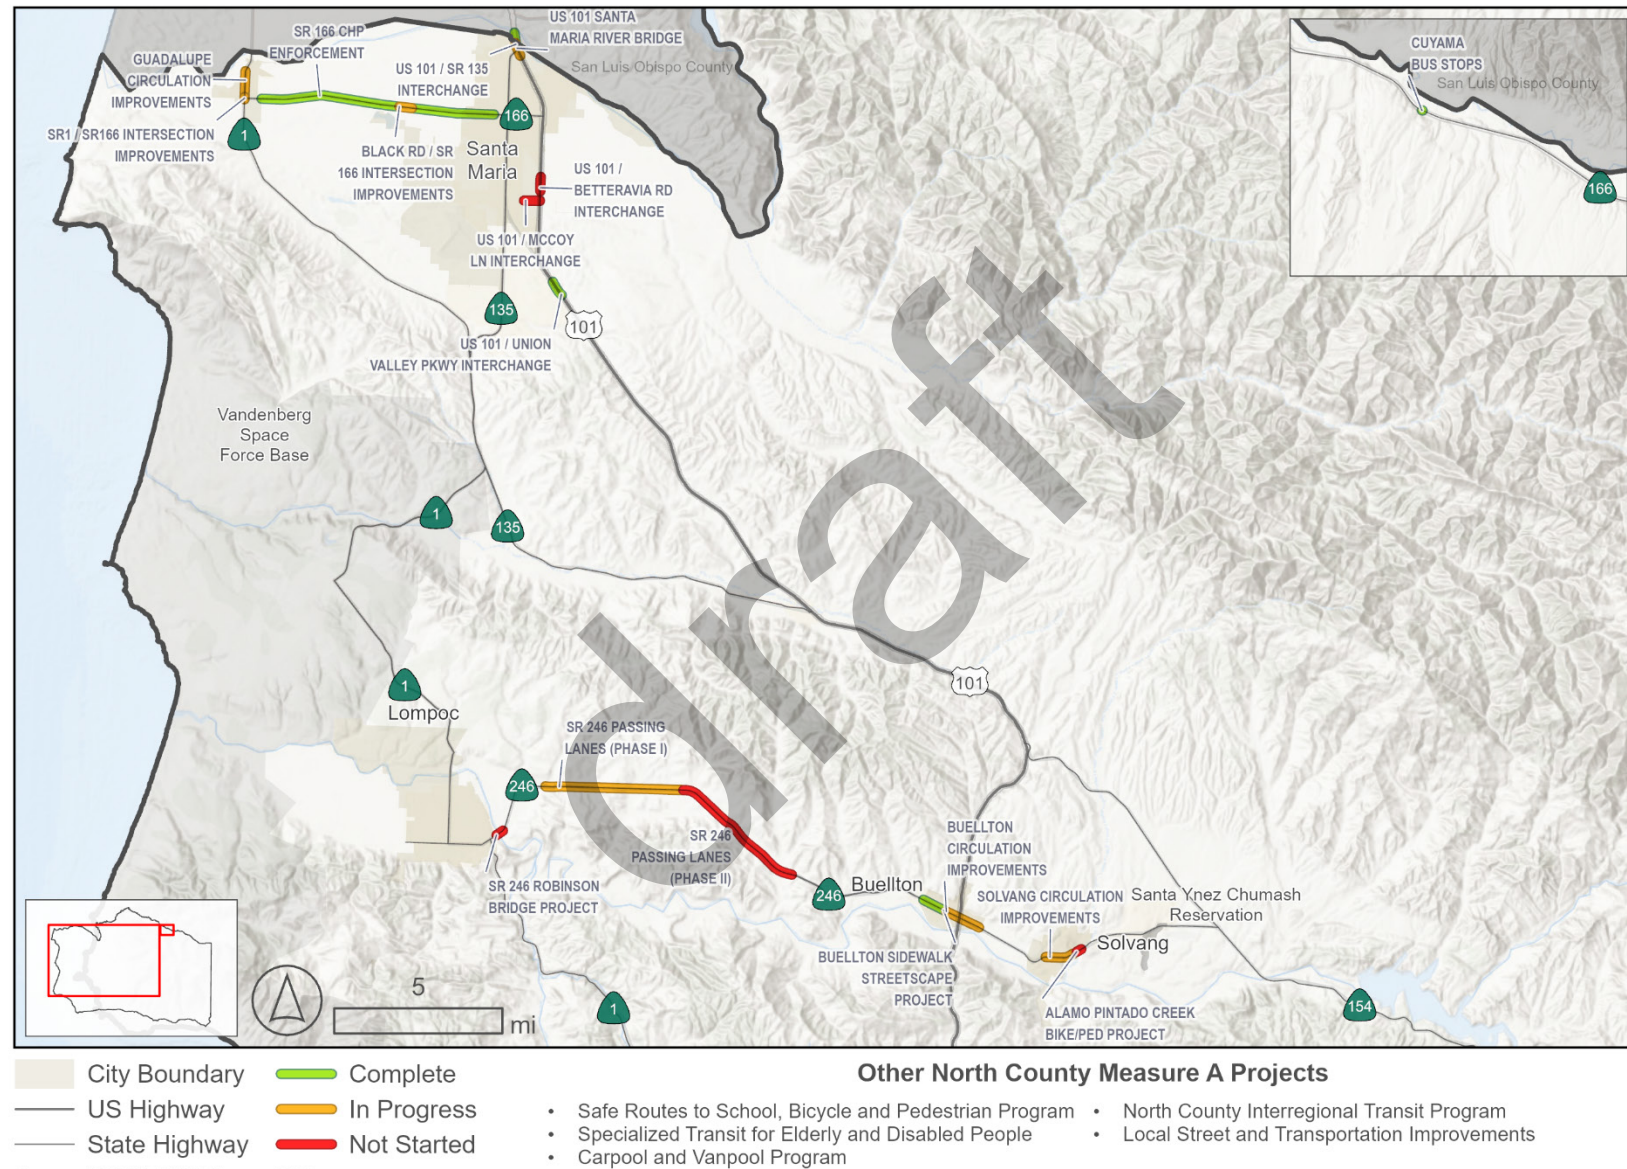 US 101 SANTA
MARIA RIVER BRIDGE
SR 166 CHP
ENFORCEMENT
GUADALUPE
CIRCULATION
IMPROVEMENTS
US 101 / SR 135
INTERCHANGE
San Luis Obispo County
CUYAMA
BUS STOPS
San Luis Obispo County
166
166
1
SR1 / SR166 INTERSECTION
IMPROVEMENTS
BLACK RD / SR
166 INTERSECTION
IMPROVEMENTS
Santa
Maria
US 101 /
BETTERAVIA RD
INTERCHANGE
US 101 / MCCOY
LN INTERCHANGE
135
101
US 101 / UNION
VALLEY PKWY INTERCHANGE
Vandenberg
Space
Force Base
draft
1
135
1
Lompoc
101
SR 246 PASSING
LANES (PHASE I)
246
SR 246
PASSING LANES
(PHASE II)
SR 246 ROBINSON
BRIDGE PROJECT
246
Buellton
BUELLTON
CIRCULATION
IMPROVEMENTS
SOLVANG CIRCULATION
IMPROVEMENTS
Santa Ynez Chumash
Reservation
Solvang
BUELLTON SIDEWALK
STREETSCAPE
PROJECT
ALAMO PINTADO CREEK
BIKE/PED PROJECT
154
1
5
mi
City Boundary
US Highway
State Highway
Complete
In Progress
Not Started
Other North County Measure A Projects
• Safe Routes to School, Bicycle and Pedestrian Program
• Specialized Transit for Elderly and Disabled People
• Carpool and Vanpool Program
• North County Interregional Transit Program
• Local Street and Transportation Improvements